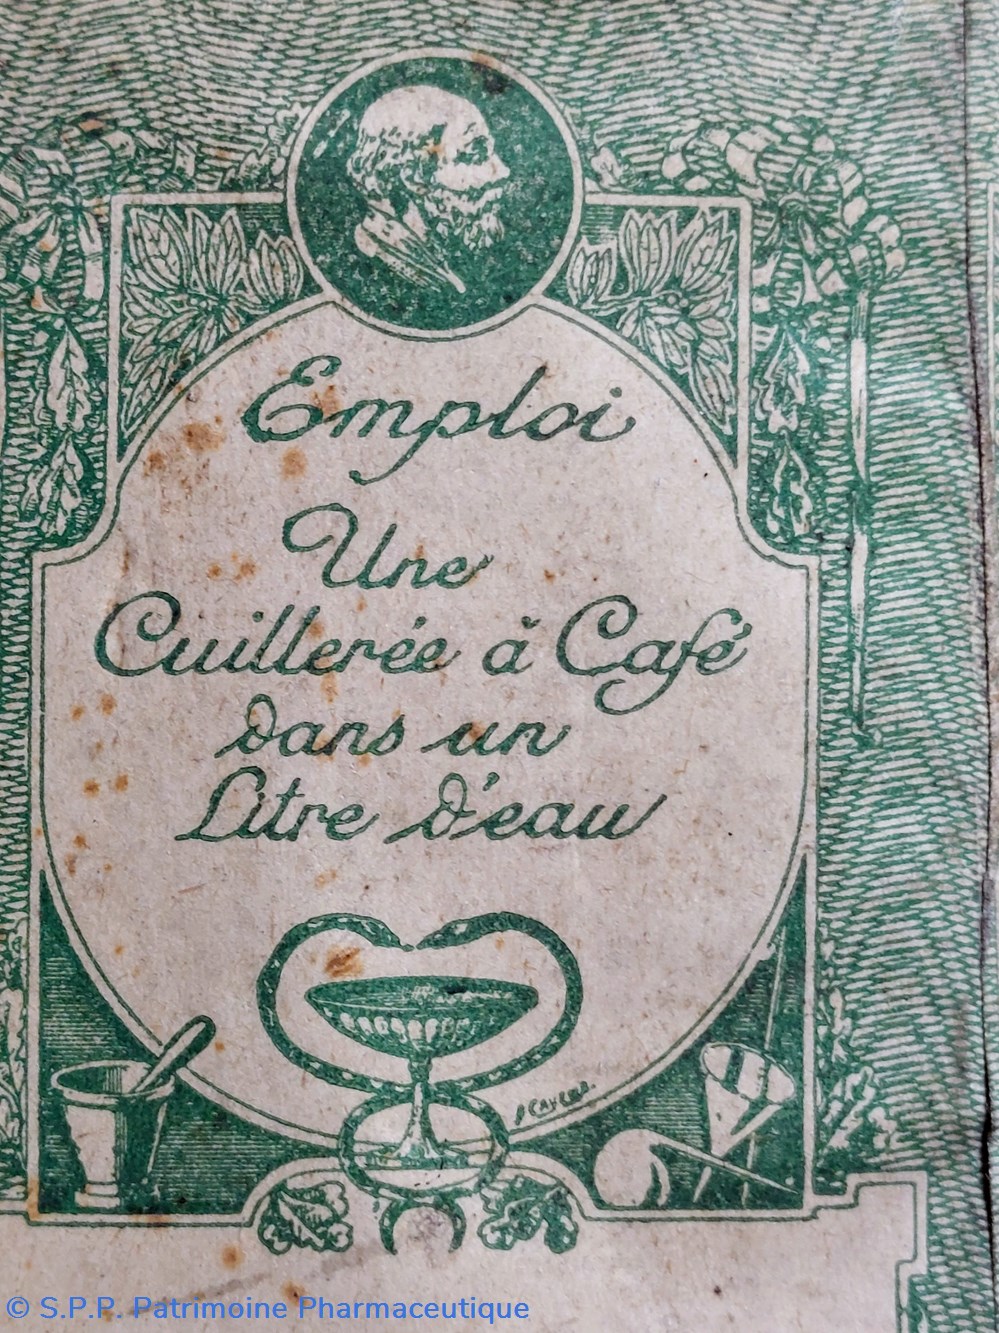 Emploi
Une
Cuillerée à Café
dans un
Litre d'eau
© S.P.P. Patrimoine Pharmaceutique